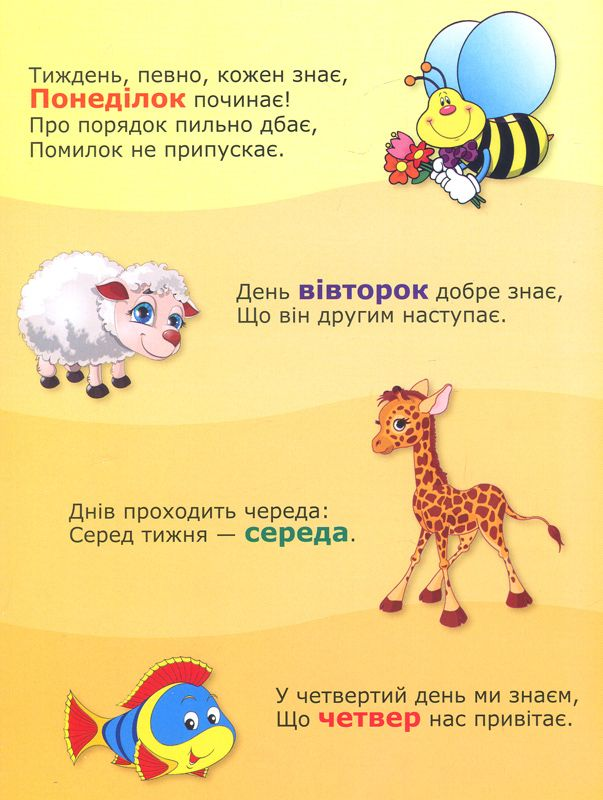 Тиждень, певно, кожен знає,
Понеділок починає!
Про порядок пильно дбає,
Помилок не припускає.
День вівторок добре знає,
Що він другим наступає.
Днів проходить череда:
Серед тижня — середа.
У четвертий день ми знаєм,
Що четвер нас привітає.